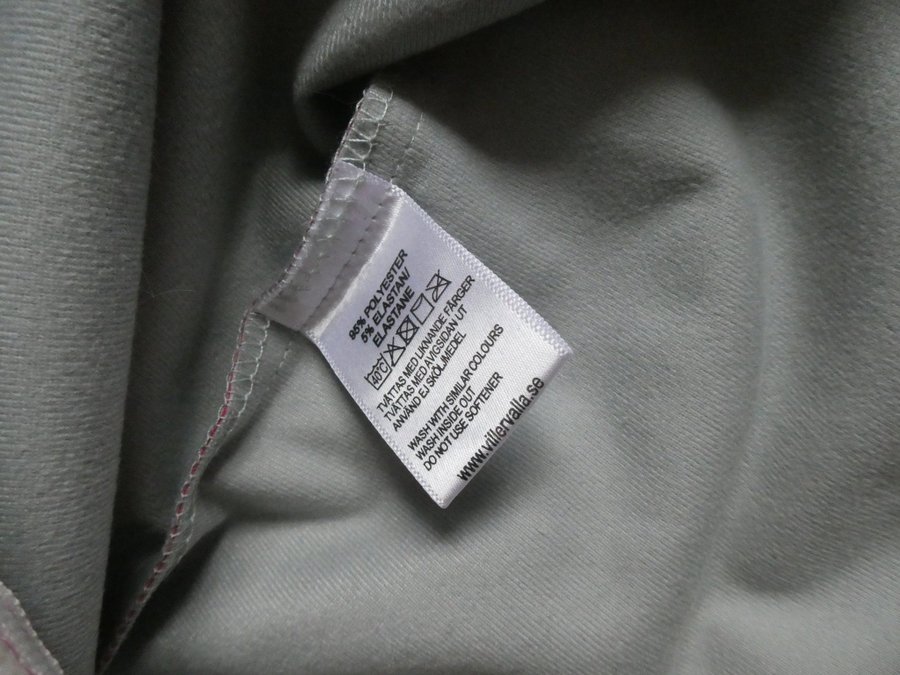 95% POLYESTER
5% ELASTAN/
ELASTANE
40°C
TVÄTTAS MED LIKNANDE FÄRGER
TVÄTTAS MED AVIGSIDAN UT
ANVÄND EJ SKÖLJMEDEL
WASH WITH SIMILAR COLOURS
WASH INSIDE OUT
DO NOT USE SOFTENER
www.villervalla.se